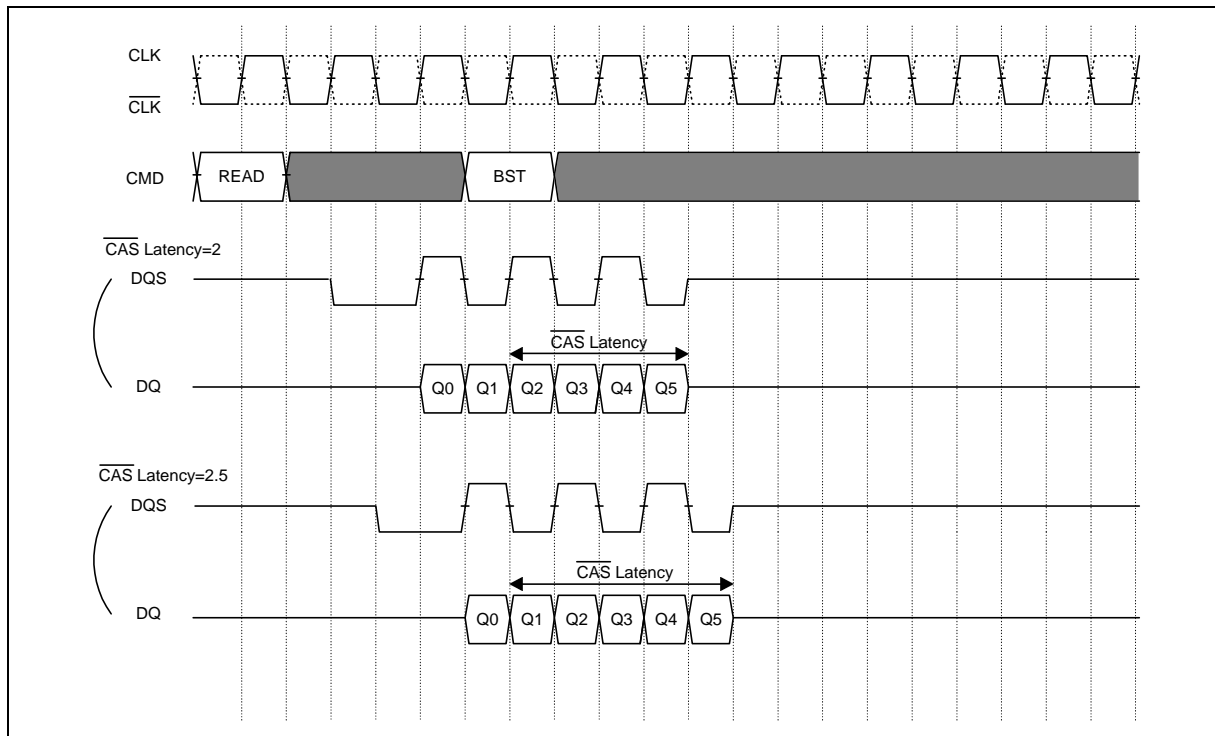 CLK
CLK
CMD
READ
BST
CAS Latency=2
DQS
CAS Latency
DQ
Q0 Q1 Q2 Q3 Q4 Q5
CAS Latency=2.5
DQS
CAS Latency
DQ
Q0 Q1 Q2 Q3 Q4 Q5